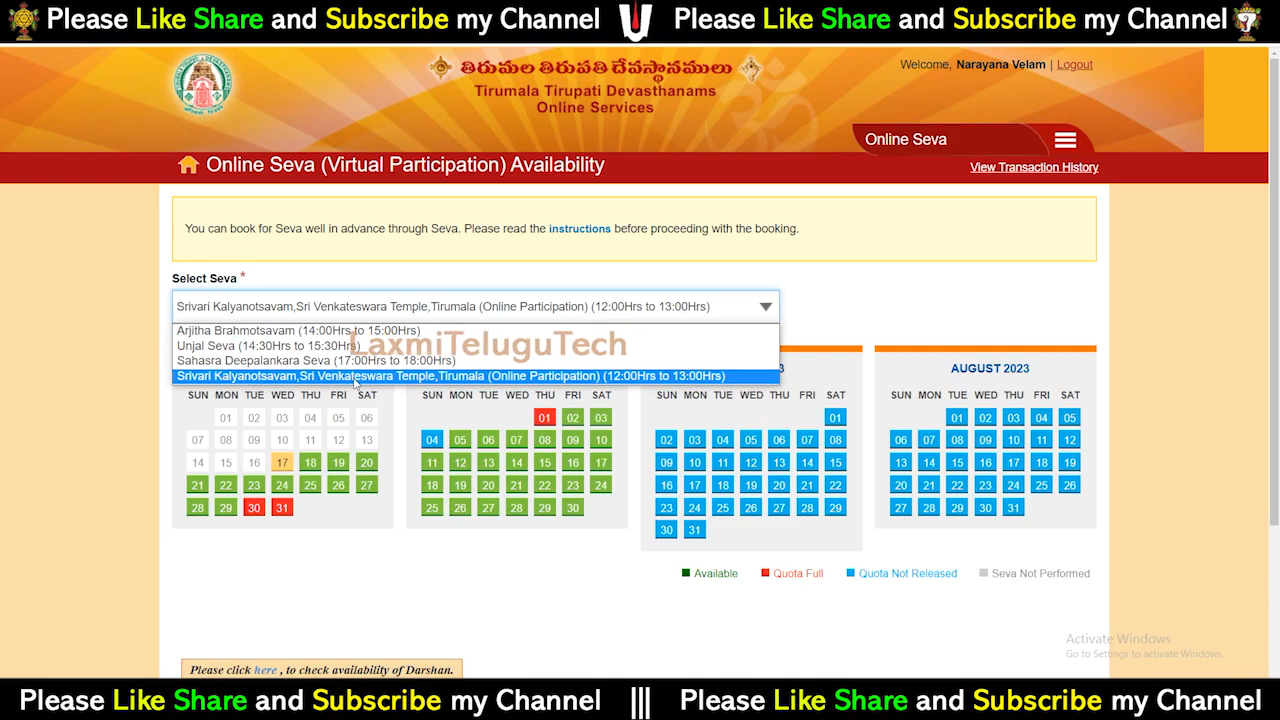 Please Like Share and Subscribe my Channel
Please Like Share and Subscribe my Channel
తిరుమల తిరుపతి దేవస్థానములు
Tirumala Tirupati Devasthanams
Online Services
Welcome, Narayana Velam | Logout
Online Seva
Online Seva (Virtual Participation) Availability
View Transaction History
You can book for Seva well in advance through Seva. Please read the instructions before proceeding with the booking.
Select Seva *
Srivari Kalyanotsavam,Sri Venkateswara Temple,Tirumala (Online Participation) (12:00Hrs to 13:00Hrs)
Arjitha Brahmotsavam (14:00Hrs to 15:00Hrs)
Unjal Seva (14:30Hrs to 15:30Hrs)
Sahasra Deepalankara Seva (17:00Hrs to 18:00Hrs)
Srivari Kalyanotsavam,Sri Venkateswara Temple,Tirumala (Online Participation) (12:00Hrs to 13:00Hrs)
LaxmiTeluguTech
SUN MON TUE WED THU FRI SAT
01 02 03 04 05 06
07 08 09 10 11 12 13
14 15 16 17 18 19 20
21 22 23 24 25 26 27
28 29 30 31
SUN MON TUE WED THU FRI SAT
01 02 03
04 05 06 07 08 09 10
11 12 13 14 15 16 17
18 19 20 21 22 23 24
25 26 27 28 29 30
3
SUN MON TUE WED THU FRI SAT
01
02 03 04 05 06 07 08
09 10 11 12 13 14 15
16 17 18 19 20 21 22
23 24 25 26 27 28 29
30 31
AUGUST 2023
SUN MON TUE WED THU FRI SAT
01 02 03 04 05
06 07 08 09 10 11 12
13 14 15 16 17 18 19
20 21 22 23 24 25 26
27 28 29 30 31
Available Quota Full Quota Not Released Seva Not Performed
Activate Windows
Go to Settings to activate Windows.
Please click here , to check availability of Darshan.
Please Like Share and Subscribe my Channel ||| Please Like Share and Subscribe my Channel